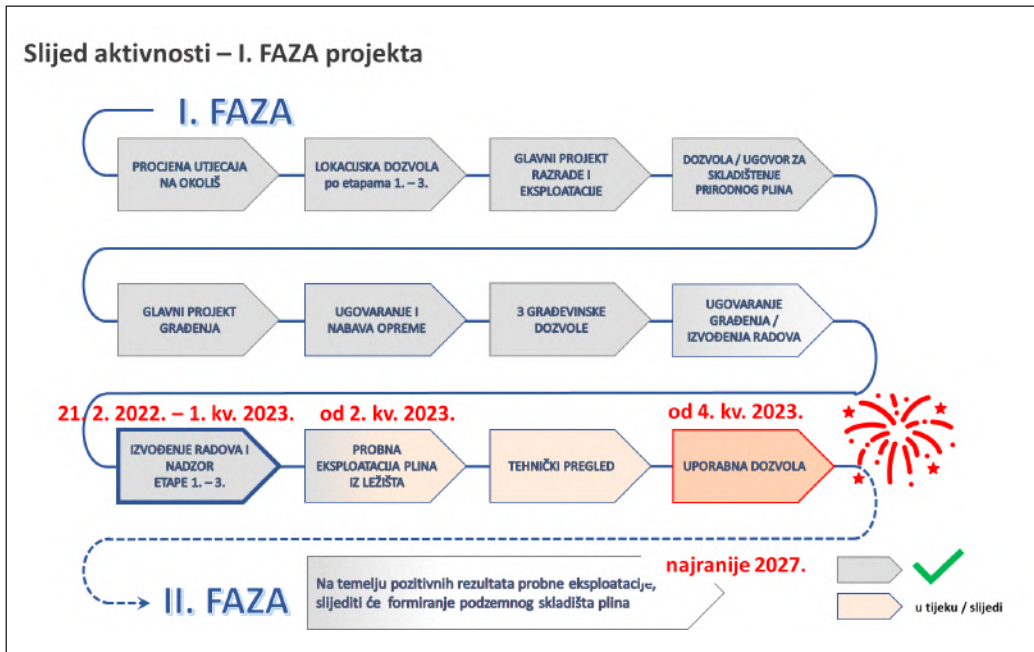 Slijed aktivnosti – I. FAZA projekta
I. FAZA
PROCJENA UTJECAJA
NA OKOLIŠ
LOKACIJSKA DOZVOLA
po etapama 1. – 3.
GLAVNI PROJEKT
RAZRADE I
EKSPLOATACIJE
DOZVOLA / UGOVOR ZA
SKLADIŠTENJE
PRIRODNOG PLINA
GLAVNI PROJEKT
GRAĐENJA
UGOVARANJE I
NABAVA OPREME
3 GRAĐEVINSKE
DOZVOLE
UGOVARANJE
GRAĐENJA /
IZVOĐENJA RADOVA
21. 2. 2022. – 1. kv. 2023.
IZVOĐENJE RADOVA I
NADZOR
ETAPE 1. – 3.
od 2. kv. 2023.
PROBNA
EKSPLOATACIJA PLINA
IZ LEŽIŠTA
TEHNIČKI PREGLED
od 4. kv. 2023.
UPORABNA DOZVOLA
II. FAZA
najranije 2027.
Na temelju pozitivnih rezultata probne eksploatacije,
slijediti će formiranje podzemnog skladišta plina
u tijeku / slijedi